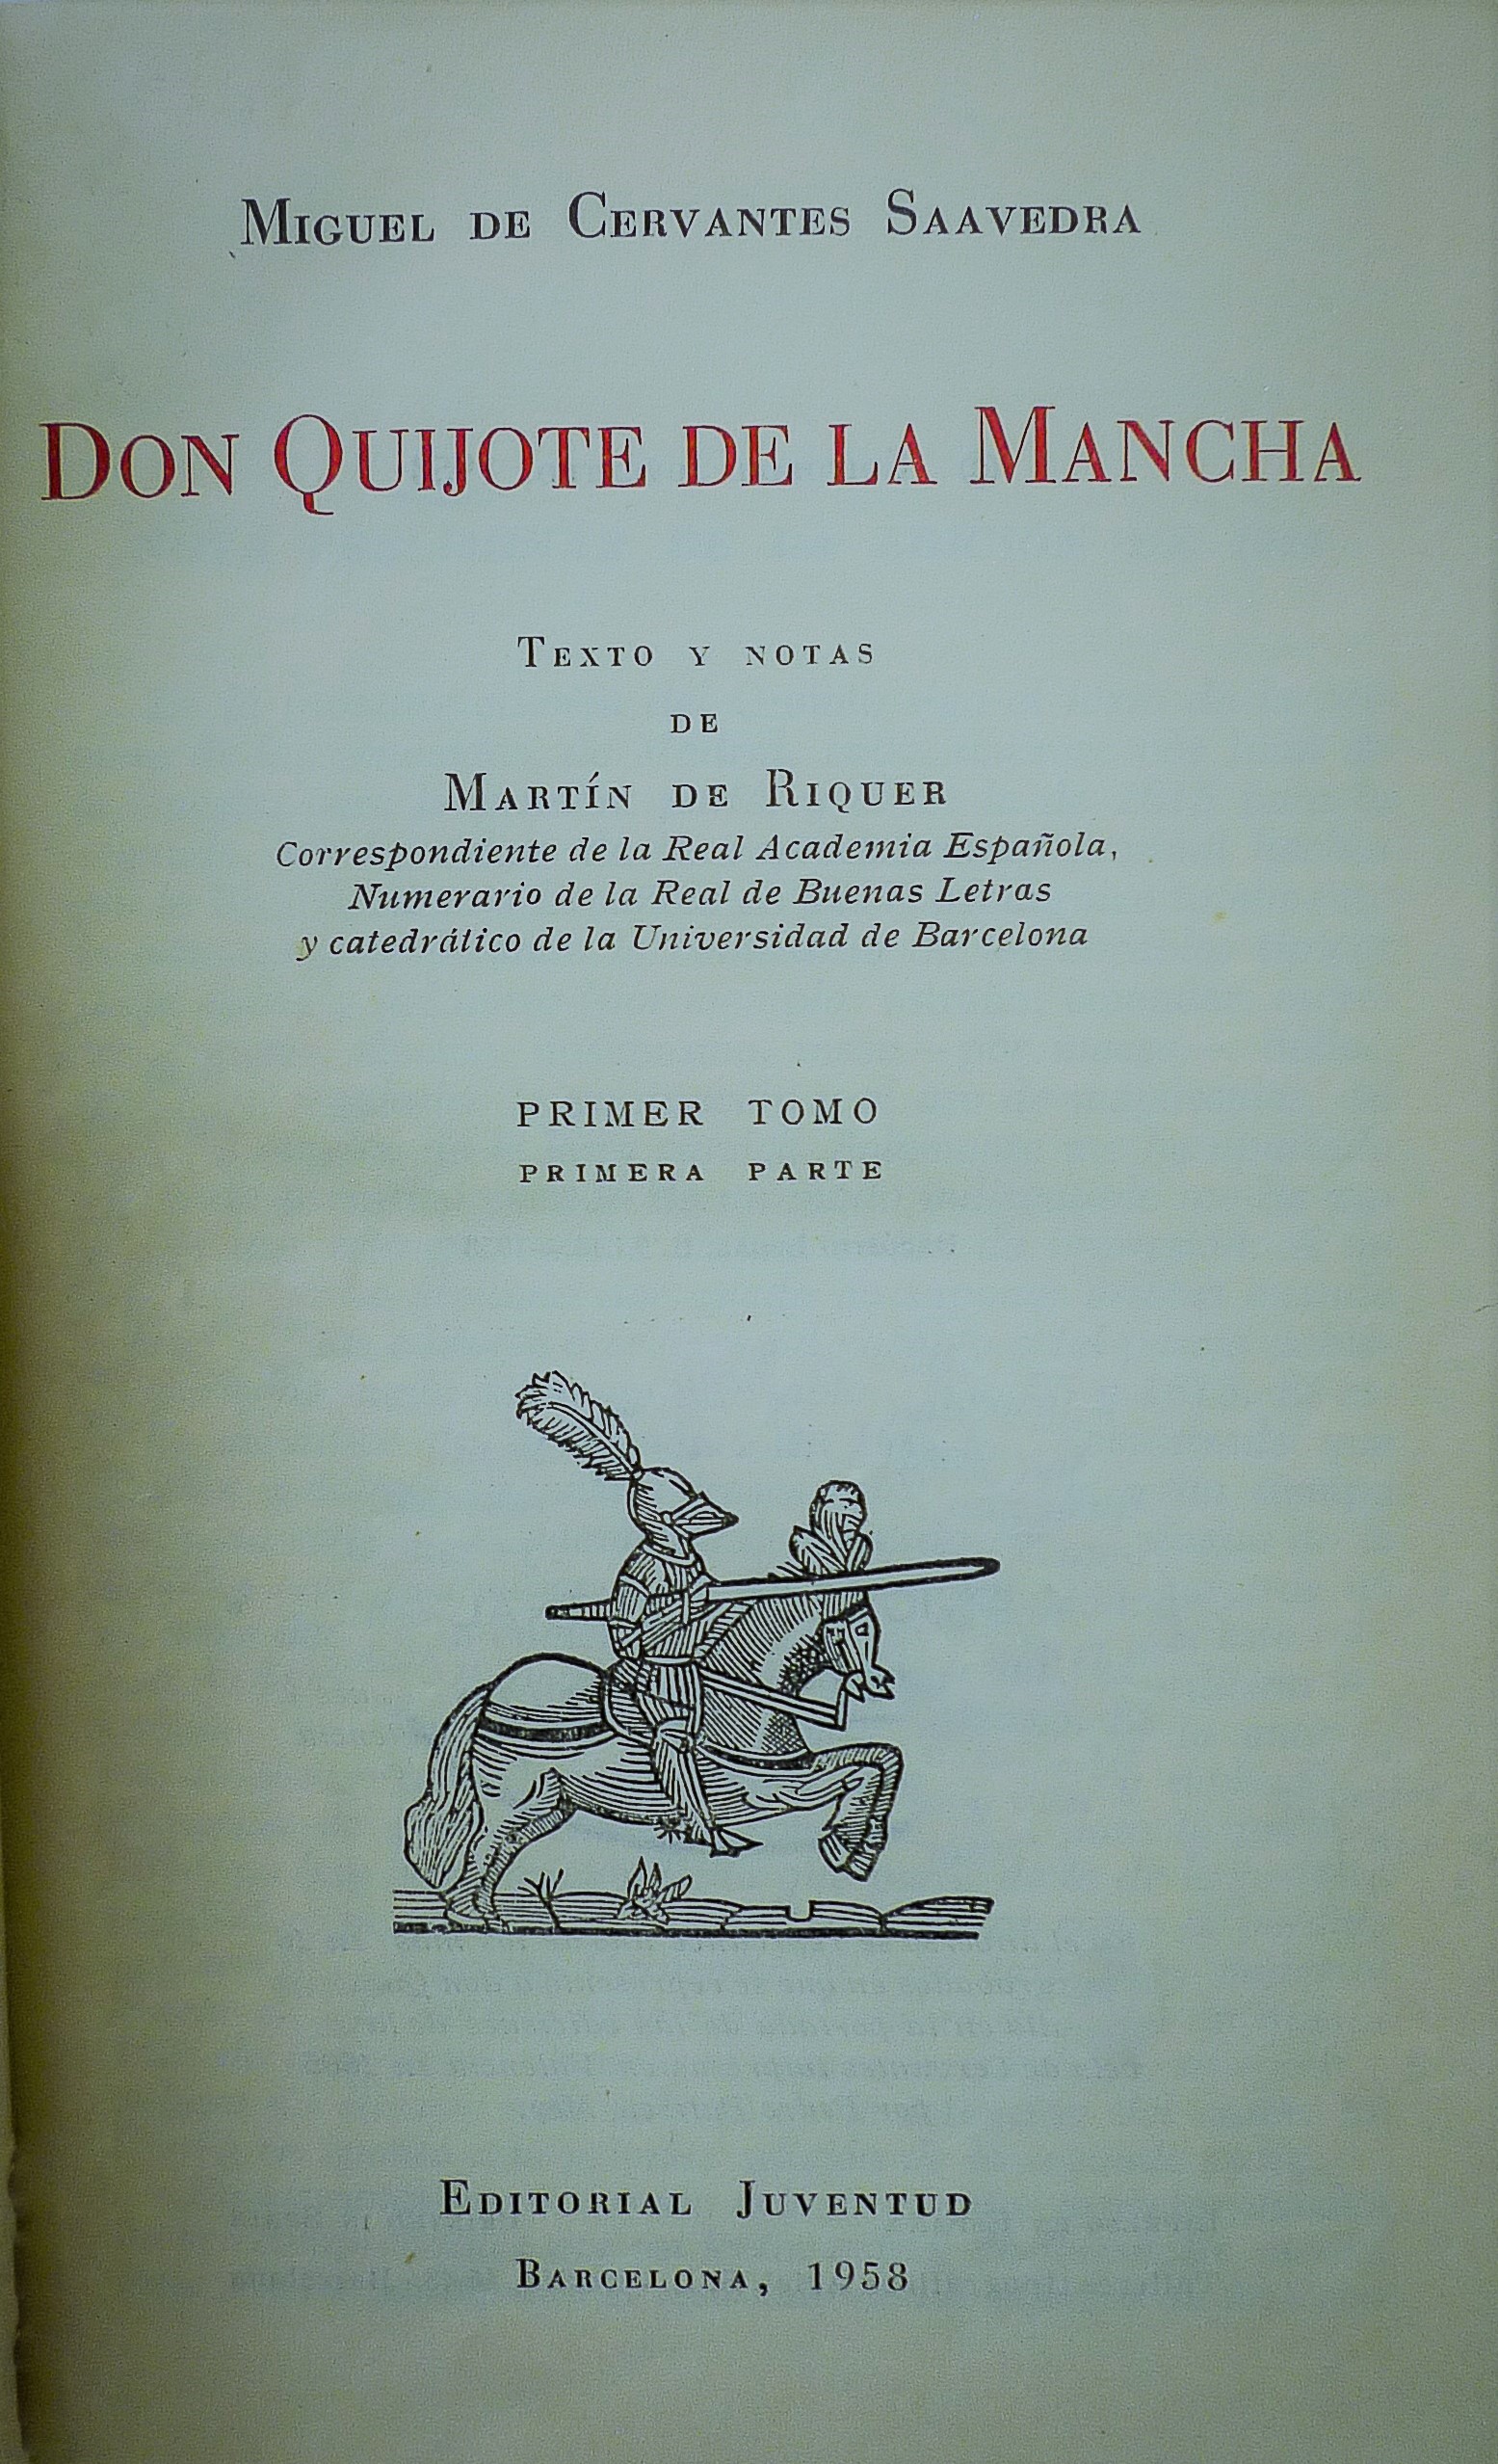 MIGUEL DE CERVANTES SAAVEDRA
DON QUIJOTE DE LA MANCHA
TEXTO Y NOTAS
DE
MARTÍN DE RIQUER
Correspondiente de la Real Academia Española,
Numerario de la Real de Buenas Letras
y catedrático de la Universidad de Barcelona
PRIMER TOMO
PRIMERA PARTE
EDITORIAL JUVENTUD
BARCELONA, 1958